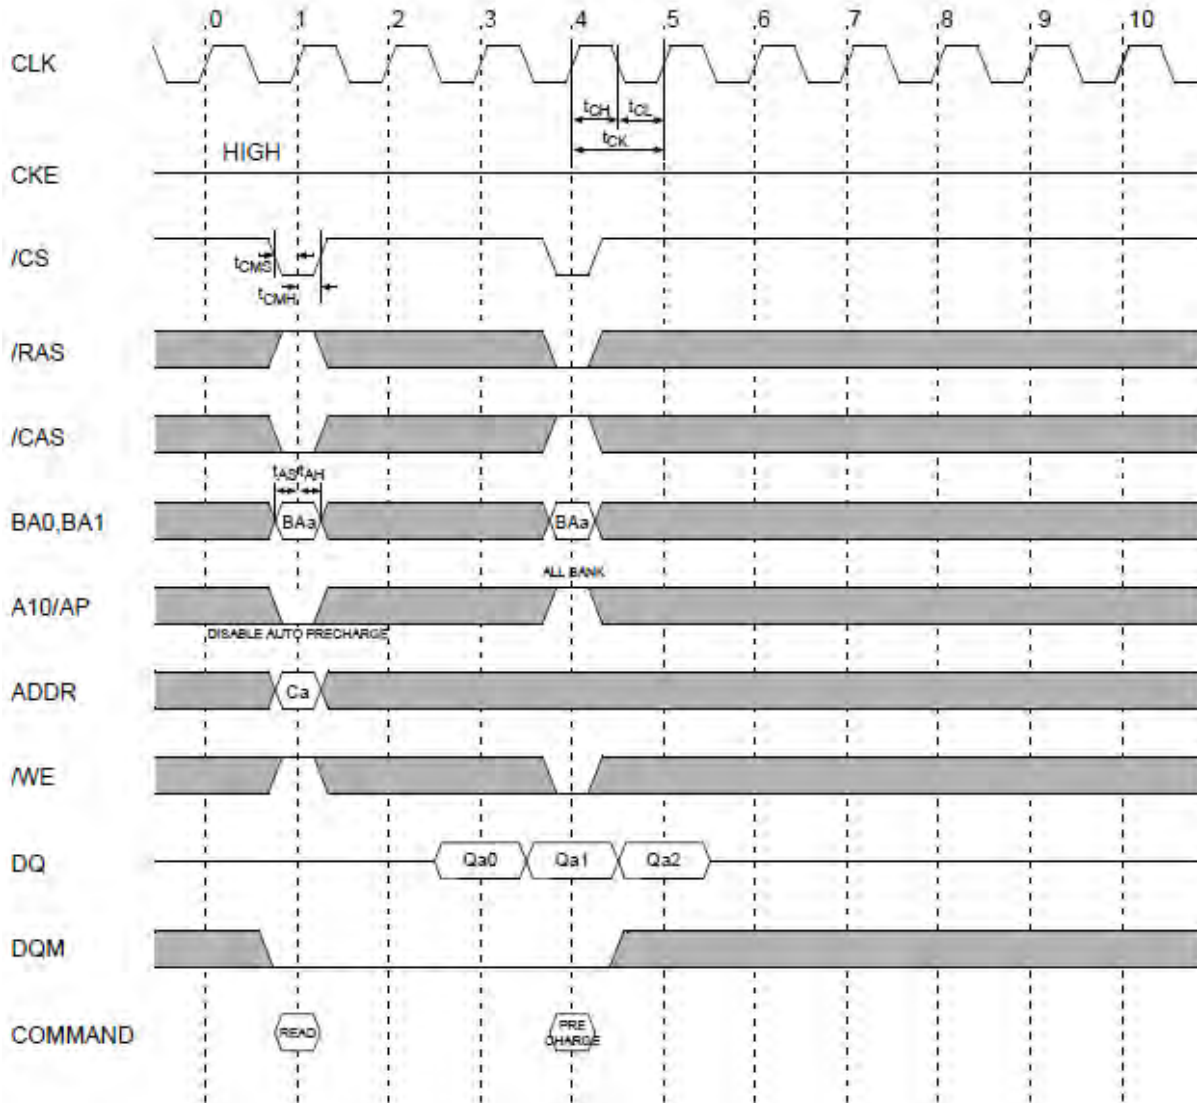 0 1 2 3 4 5 6 7 8 9 10
CLK
tCH tCL
tCK
HIGH
CKE
/CS
tCMS
tCMH
/RAS
/CAS
tAS tAH
BA0,BA1 BAa BAa
ALL BANK
A10/AP
DISABLE AUTO PRECHARGE
ADDR Ca
/WE
DQ Qa0 Qa1 Qa2
DQM
COMMAND READ PRE
CHARGE